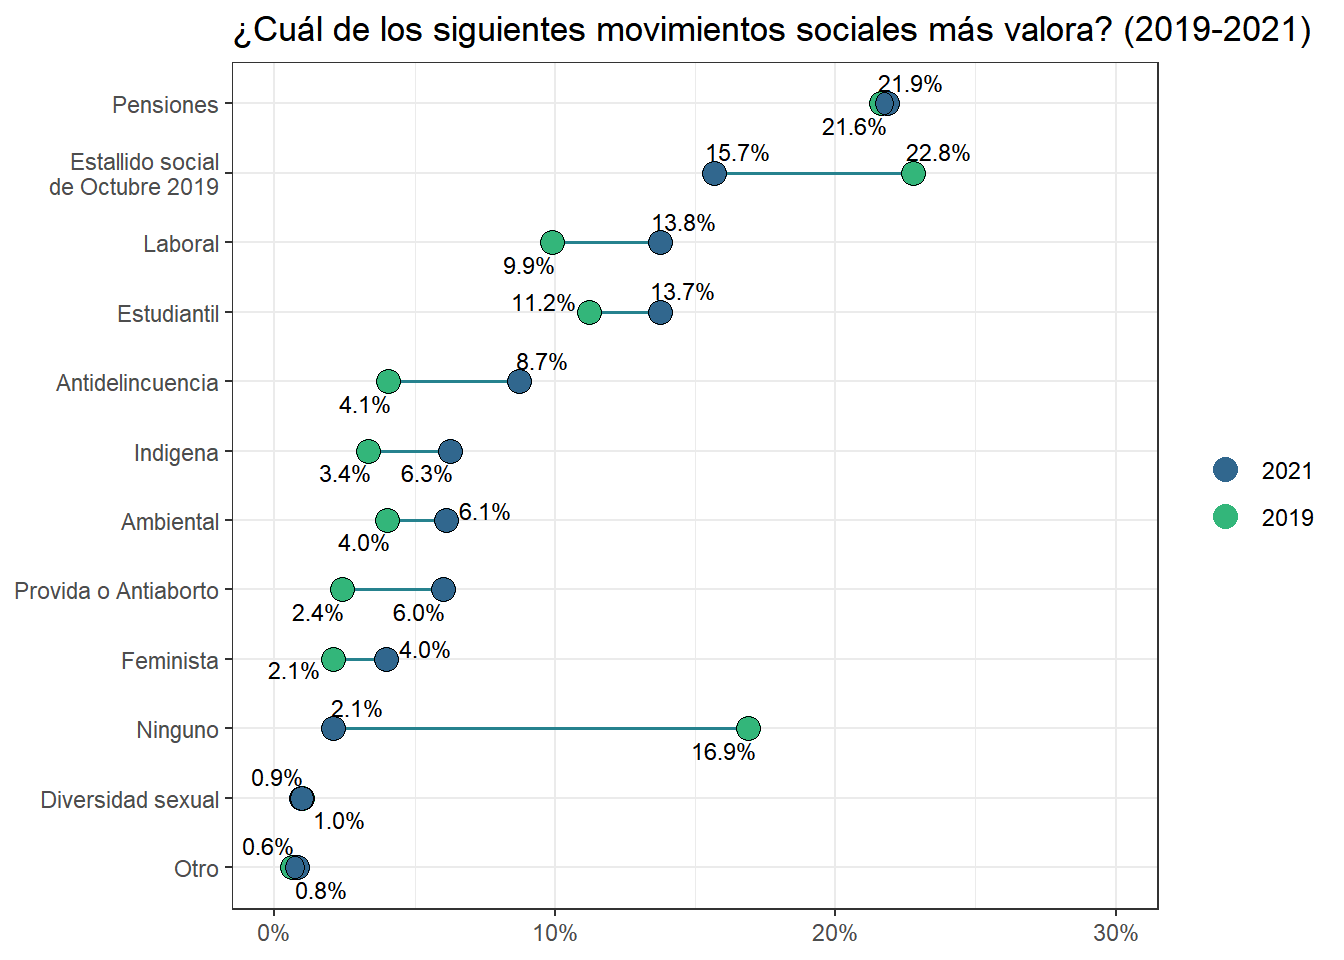 ¿Cuál de los siguientes movimientos sociales más valora? (2019-2021)
Pensiones
21.9%
21.6%
Estallido social
de Octubre 2019
15.7%
22.8%
Laboral
13.8%
9.9%
Estudiantil
11.2%
13.7%
Antidelincuencia
8.7%
4.1%
Indigena
3.4%
6.3%
Ambiental
6.1%
4.0%
Provida o Antiaborto
2.4%
6.0%
Feminista
4.0%
2.1%
Ninguno
2.1%
16.9%
Diversidad sexual
0.9%
1.0%
Otro
0.6%
0.8%
0%
10%
20%
30%
2021
2019